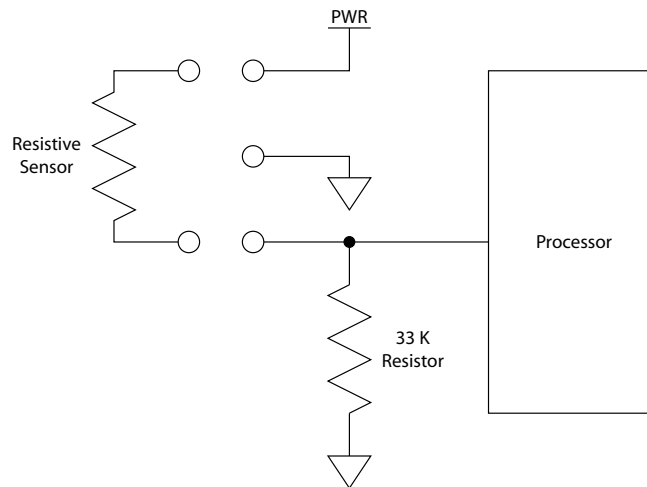 PWR
Resistive
Sensor
Processor
33 K
Resistor